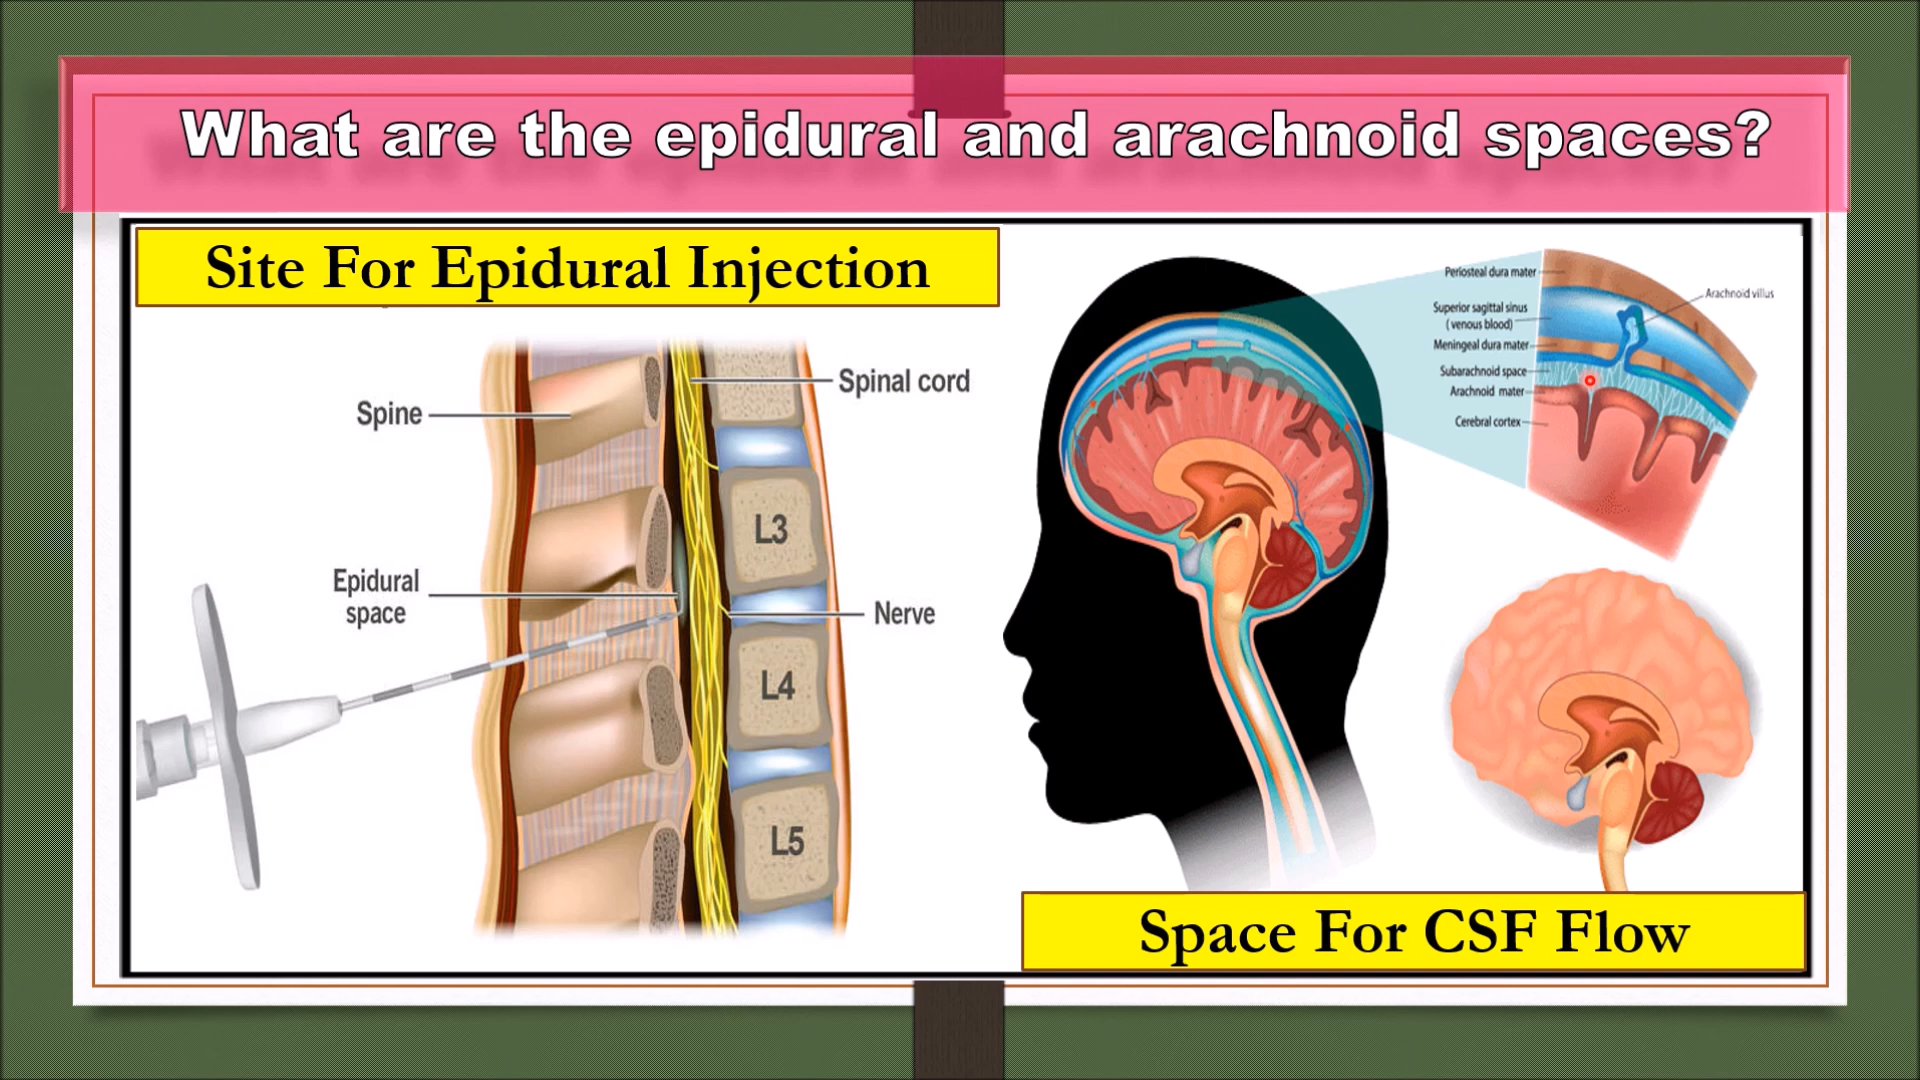 What are the epidural and arachnoid spaces?
Site For Epidural Injection
Spine
Spinal cord
L3
Epidural
space
Nerve
L4
L5
Periosteal dura mater
Arachnoid villus
Superior sagittal sinus
( venous blood)
Meningeal dura mater
Subarachnoid space
Arachnoid mater
Cerebral cortex
Space For CSF Flow